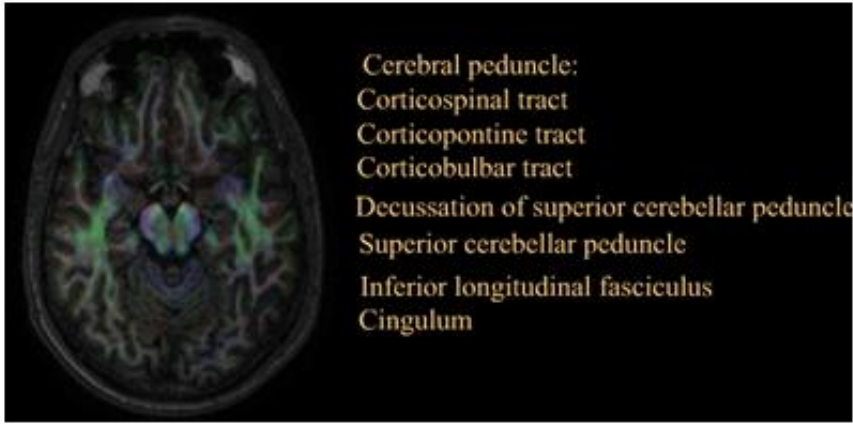 Cerebral peduncle:
Corticospinal tract
Corticopontine tract
Corticobulbar tract
Decussation of superior cerebellar peduncle
Superior cerebellar peduncle
Inferior longitudinal fasciculus
Cingulum